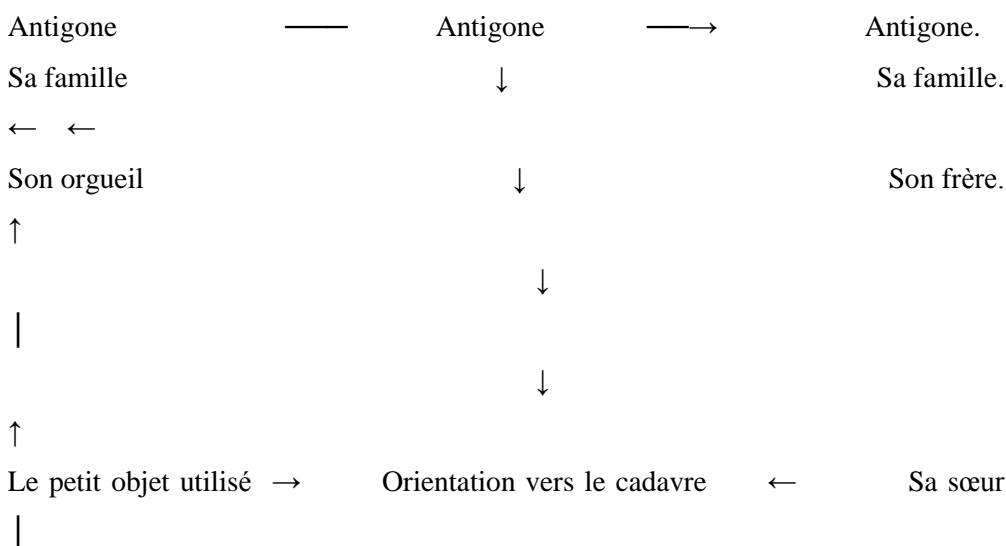 Antigone —— Antigone —→ Antigone.
Sa famille ↓ Sa famille.
← ←
Son orgueil ↓ Son frère.
↑
↓
|
↓
↑
Le petit objet utilisé → Orientation vers le cadavre ← Sa sœur
|